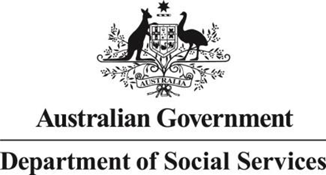 AUSTRALIA
Australian Government
Department of Social Services